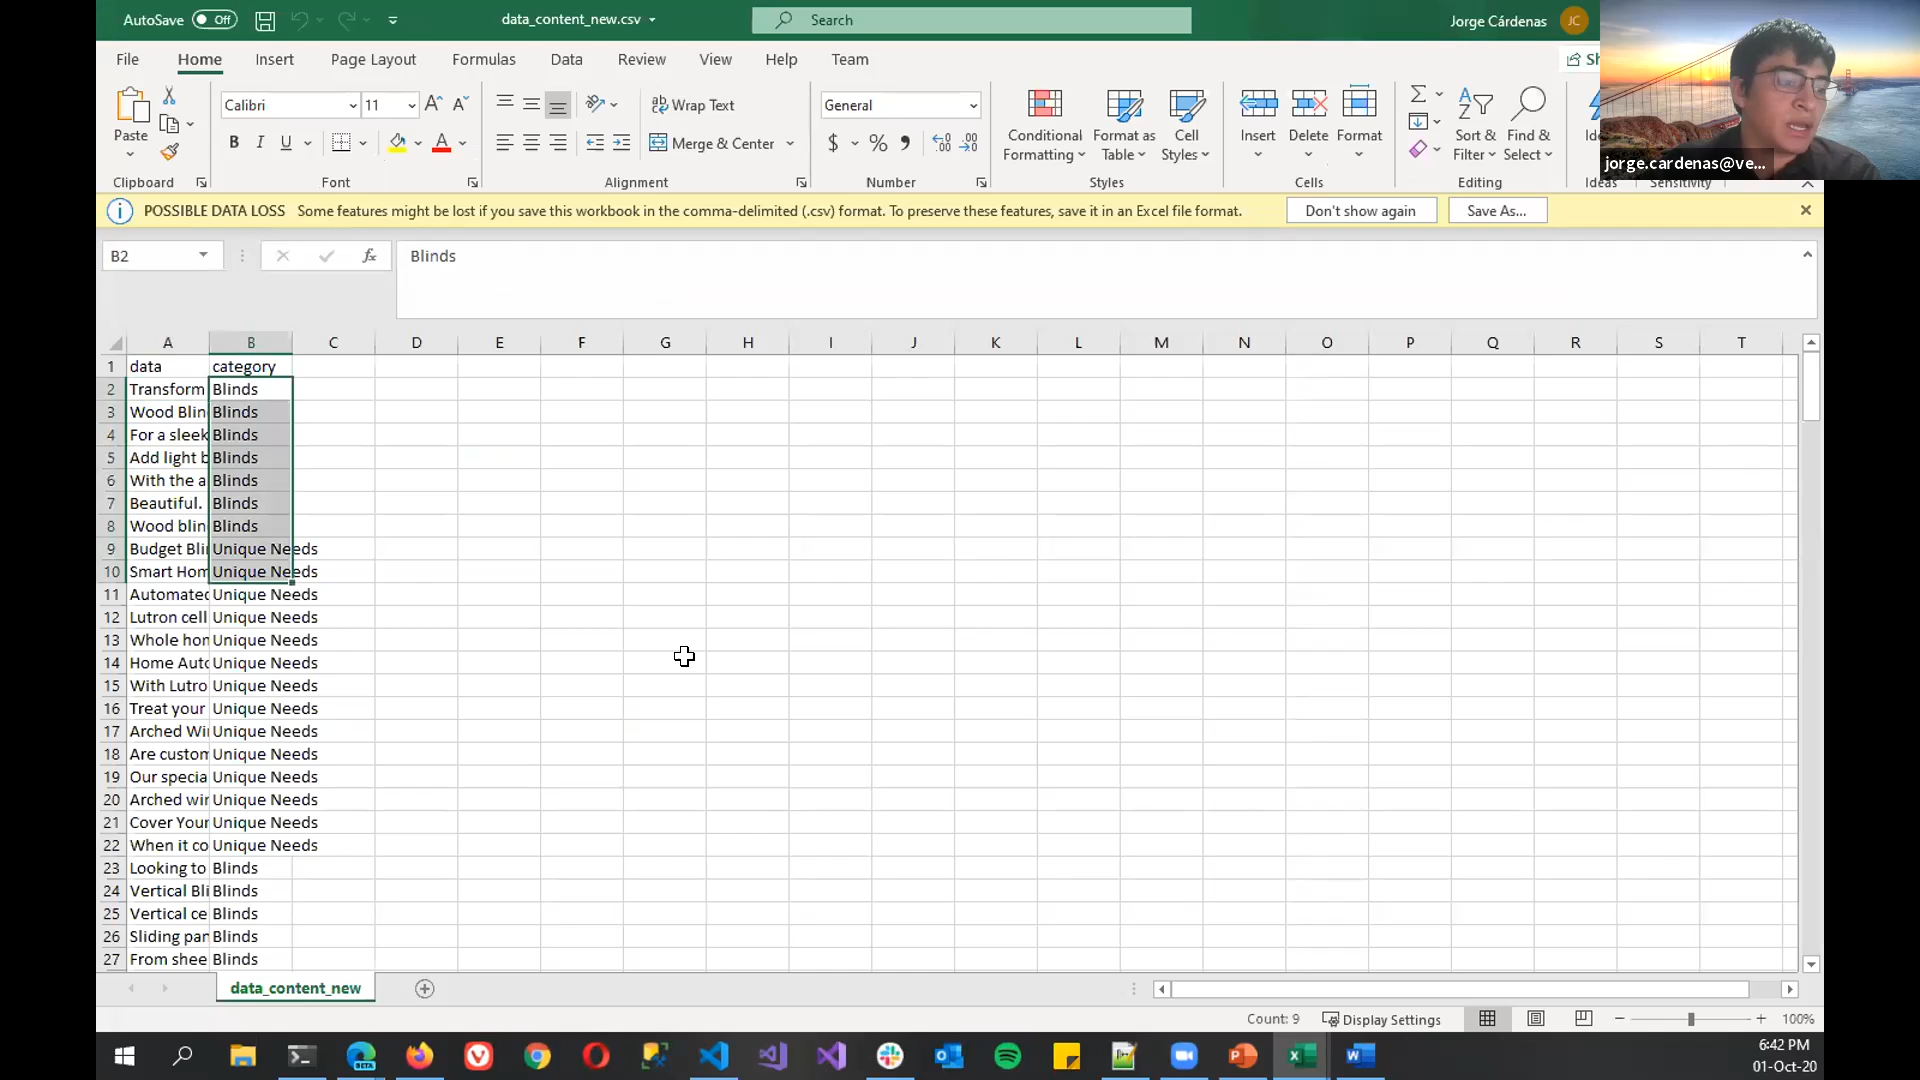 AutoSave Off data_content_new.csv Search Jorge Cárdenas JC
File Home Insert Page Layout Formulas Data Review View Help Team
Paste Calibri 11 Wrap Text General Conditional Formatting Format as Table Cell Styles Insert Delete Format Sort & Filter Find & Select
B I U Merge & Center $ %
jorge.cardenas@ve...
Clipboard Font Alignment Number Styles Cells Editing Ideas Sensitivity
POSSIBLE DATA LOSS Some features might be lost if you save this workbook in the comma-delimited (.csv) format. To preserve these features, save it in an Excel file format. Don't show again Save As...
B2 fx Blinds
A B C D E F G H I J K L M N O P Q R S T
1 data category
2 Transform Blinds
3 Wood Blin Blinds
4 For a sleek Blinds
5 Add light b Blinds
6 With the a Blinds
7 Beautiful. Blinds
8 Wood blin Blinds
9 Budget Bli Unique Needs
10 Smart Hom Unique Needs
11 Automated Unique Needs
12 Lutron cell Unique Needs
13 Whole hom Unique Needs
14 Home Auto Unique Needs
15 With Lutro Unique Needs
16 Treat your Unique Needs
17 Arched Wi Unique Needs
18 Are custom Unique Needs
19 Our specia Unique Needs
20 Arched win Unique Needs
21 Cover Your Unique Needs
22 When it co Unique Needs
23 Looking to Blinds
24 Vertical Bli Blinds
25 Vertical ce Blinds
26 Sliding pan Blinds
27 From shee Blinds
data_content_new
Count: 9 Display Settings 100%
6:42 PM
01-Oct-20